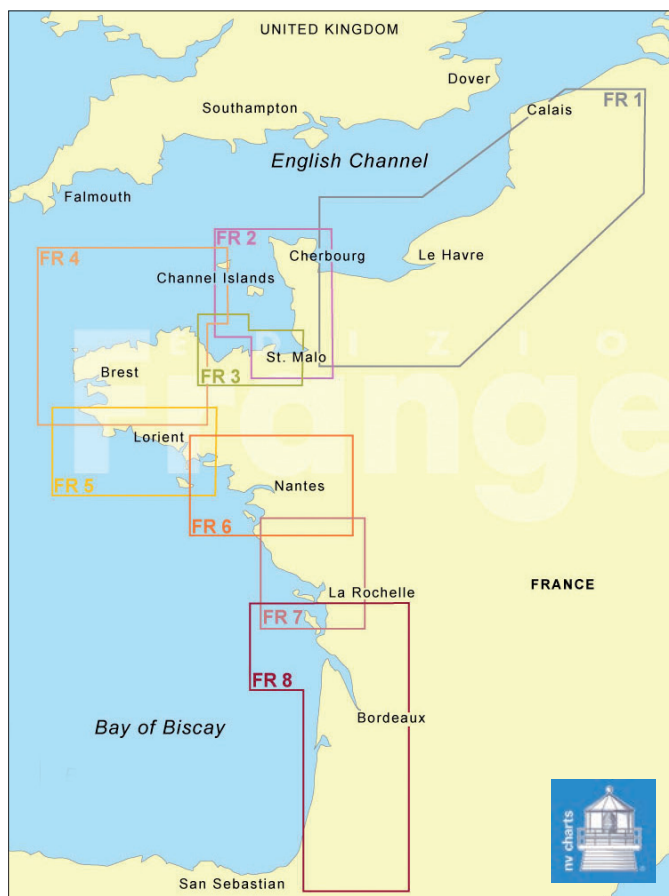 UNITED KINGDOM
Dover
Southampton
Calais
FR 1
English Channel
Falmouth
FR 2
FR 4
Cherbourg
Le Havre
Channel Islands
EDIZIO
St. Malo
Brest
FR 3
Frange
Lorient
FR 5
Nantes
FR 6
FRANCE
La Rochelle
FR 7
FR 8
Bordeaux
Bay of Biscay
nv charts
San Sebastian